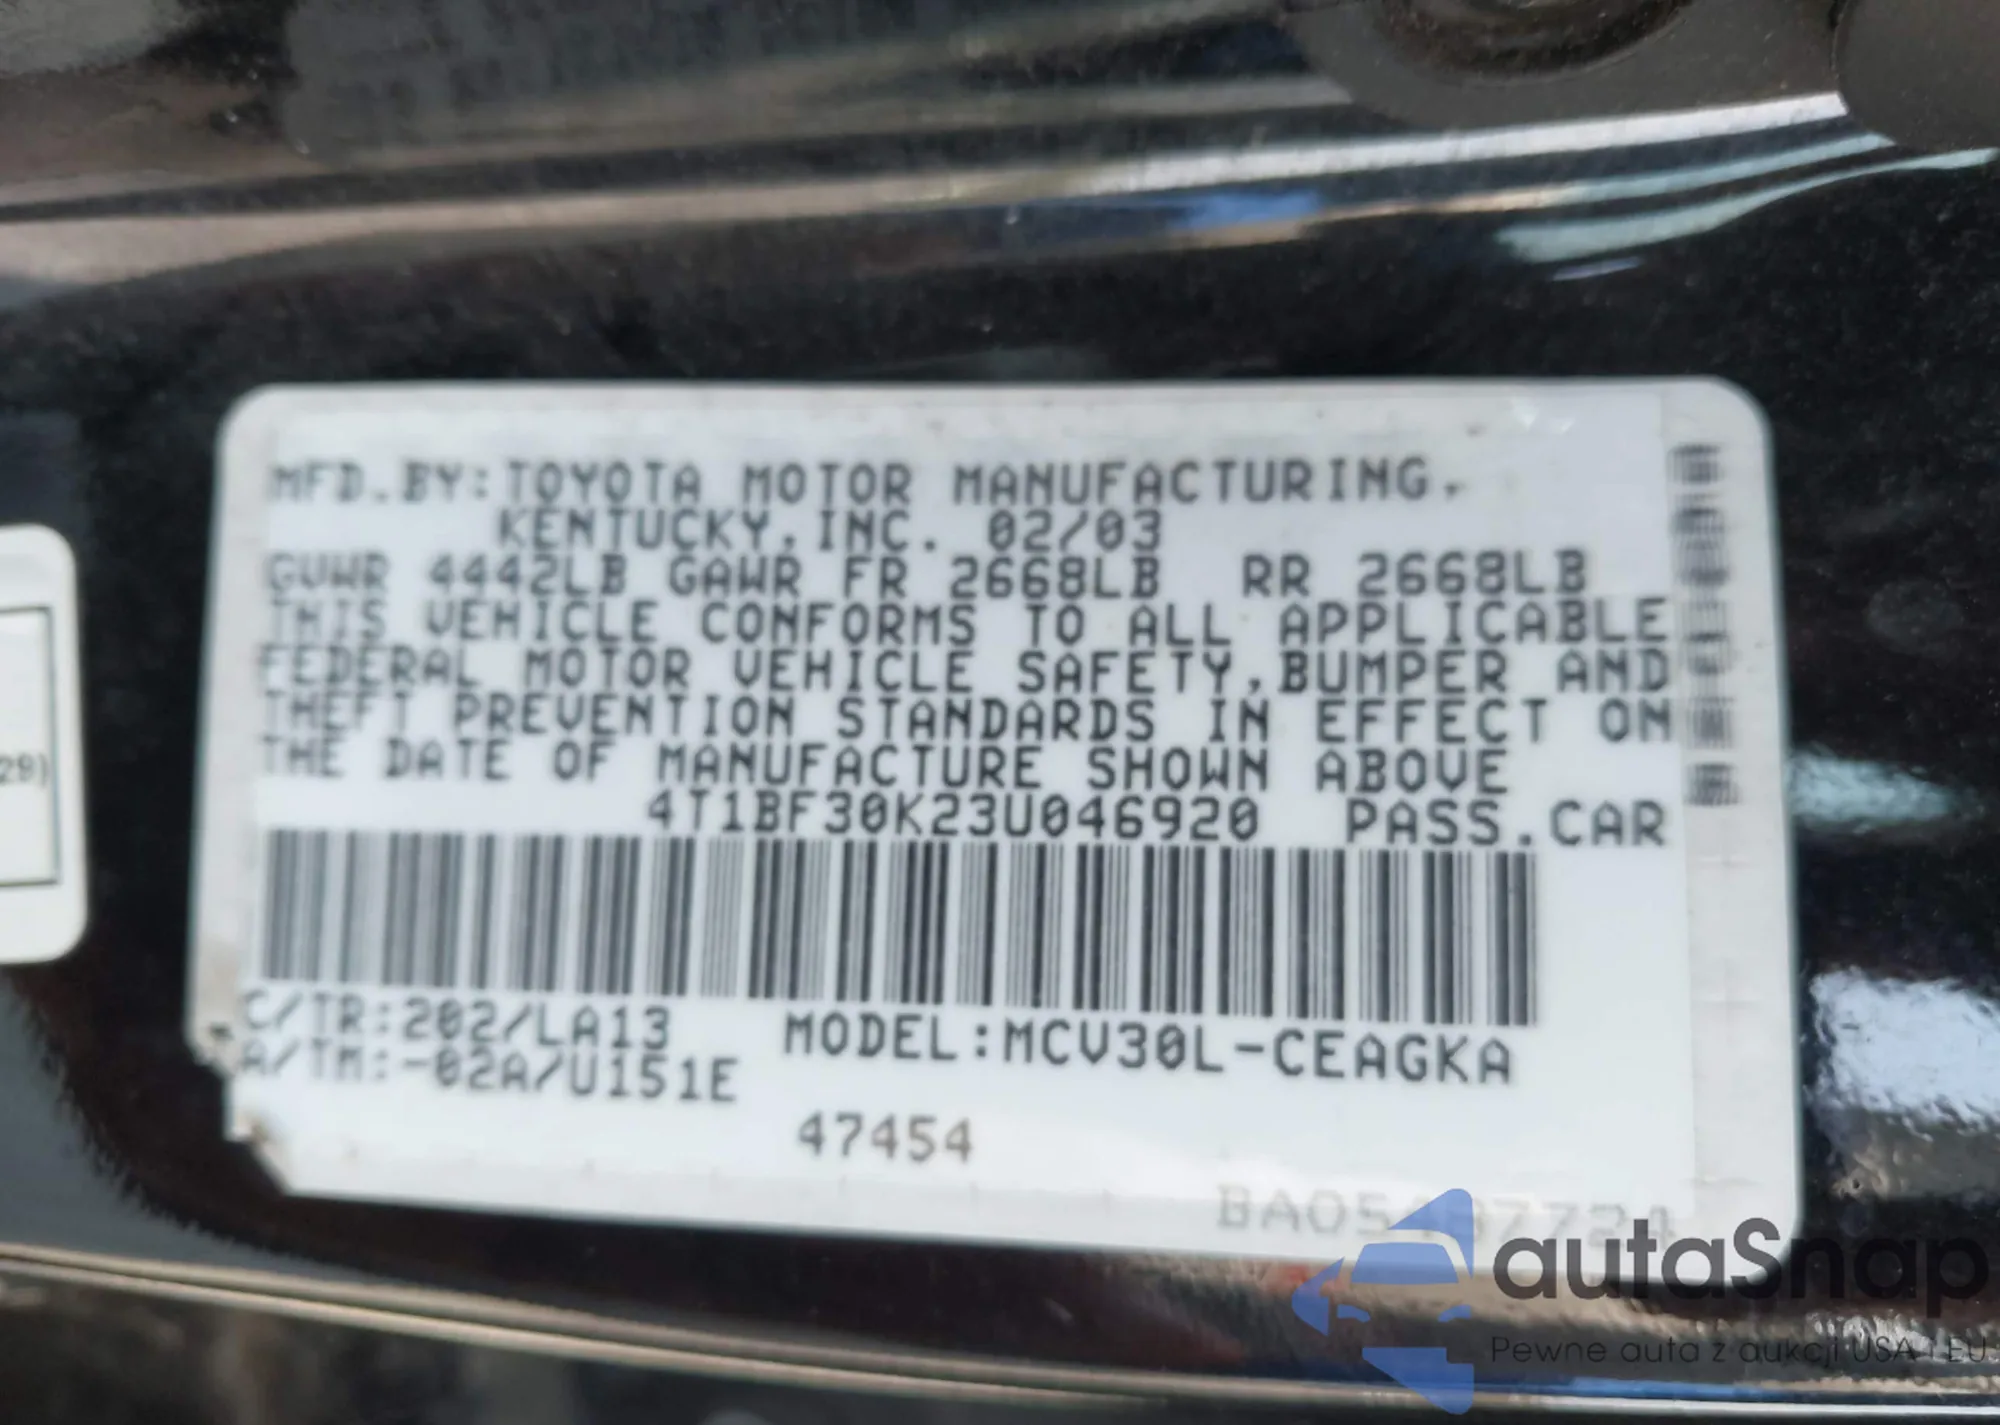 MFD.BY:TOYOTA MOTOR MANUFACTURING,
KENTUCKY,INC. 02/03
GVWR 4442LB GAWR FR 2668LB RR 2668LB
THIS VEHICLE CONFORMS TO ALL APPLICABLE
FEDERAL MOTOR VEHICLE SAFETY,BUMPER AND
THEFT PREVENTION STANDARDS IN EFFECT ON
THE DATE OF MANUFACTURE SHOWN ABOVE
4T1BF30K23U046920 PASS.CAR
C/TR:202/LA13 MODEL:MCV30L-CEAGKA
A/TM:-02A/U151E
47454
29)
autaSnap
Pewne auta z aukcji USA i EU